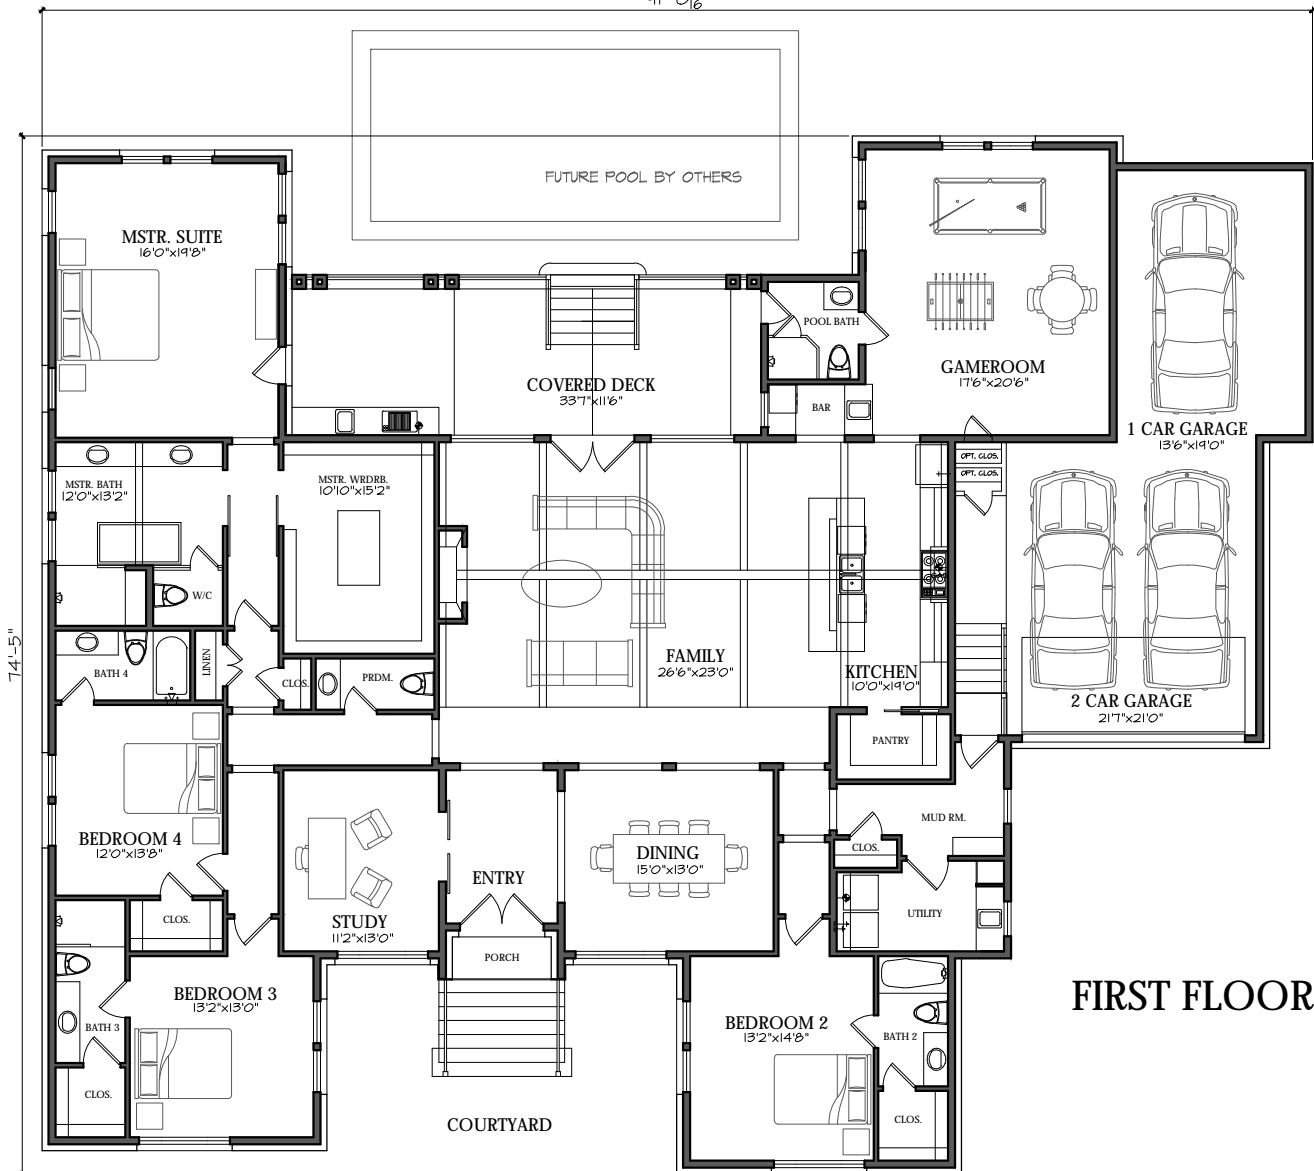 FUTURE POOL BY OTHERS
MSTR. SUITE
16'0"x19'8"
POOL BATH
GAMEROOM
17'6"x20'6"
COVERED DECK
33'7"x11'6"
BAR
1 CAR GARAGE
13'6"x19'0"
OPT. CLOS.
OPT. CLOS.
MSTR. BATH
12'0"x13'2"
MSTR. WRDRB.
10'10"x15'2"
W/C
74'-5"
BATH 4
LINEN
CLOS.
PRDM.
FAMILY
26'6"x23'0"
KITCHEN
10'0"x19'0"
2 CAR GARAGE
21'7"x21'0"
PANTRY
BEDROOM 4
12'0"x13'8"
MUD RM.
CLOS.
DINING
15'0"x13'0"
ENTRY
CLOS.
STUDY
11'2"x13'0"
UTILITY
PORCH
BEDROOM 3
13'2"x13'0"
FIRST FLOOR
BATH 3
BEDROOM 2
13'2"x14'8"
BATH 2
CLOS.
CLOS.
COURTYARD